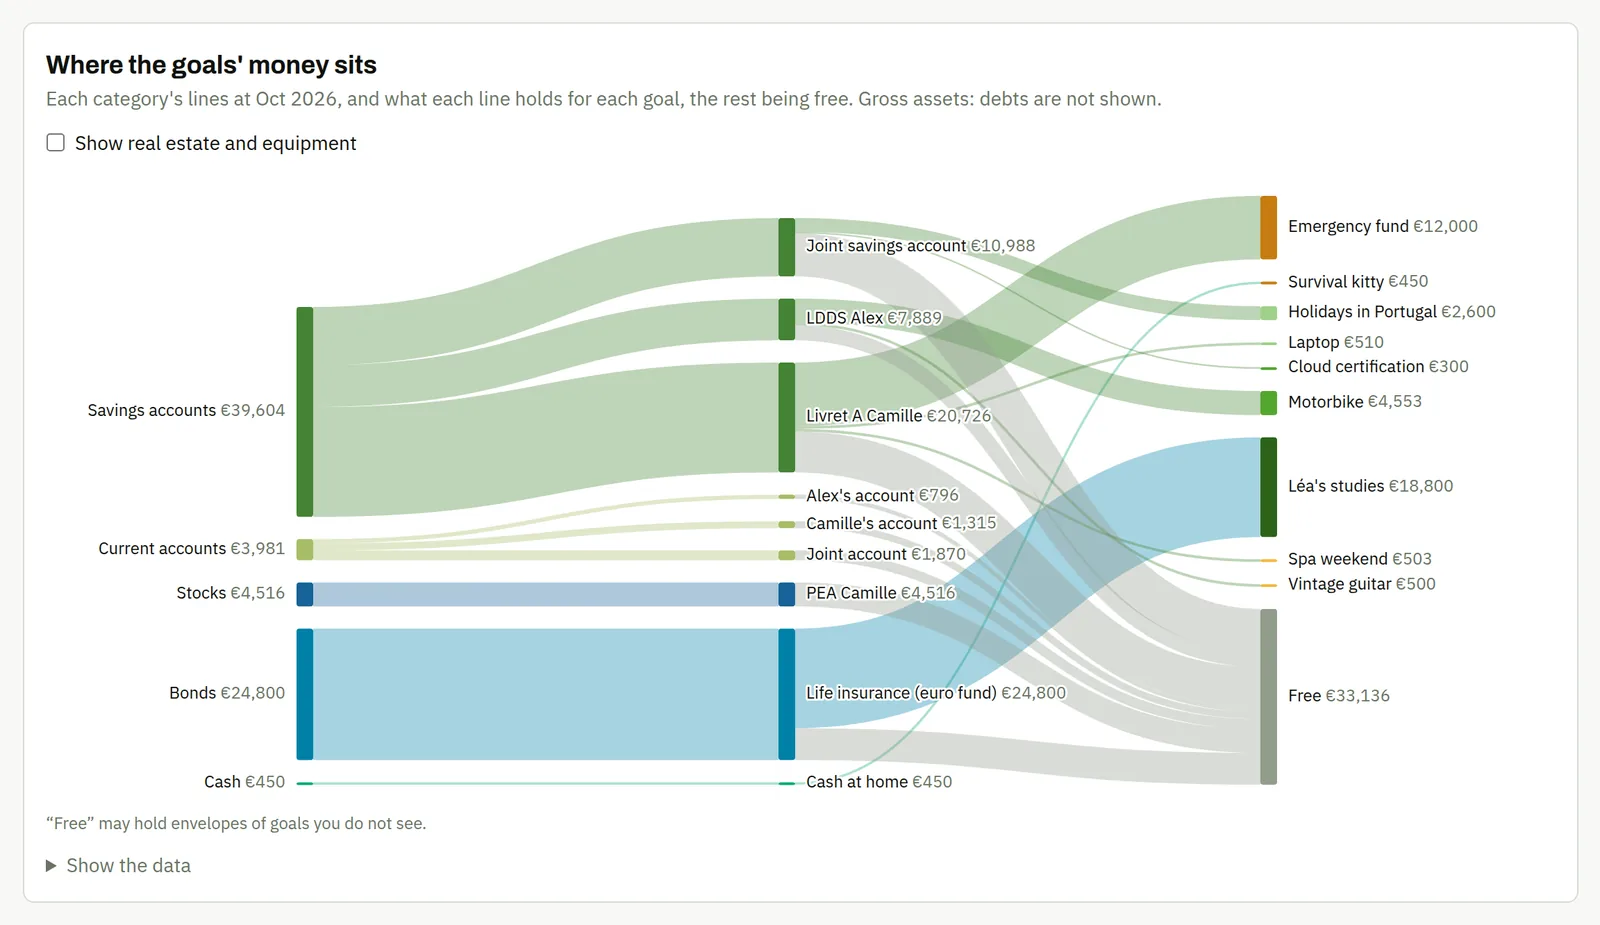 Where the goals' money sits
Each category's lines at Oct 2026, and what each line holds for each goal, the rest being free. Gross assets: debts are not shown.
Show real estate and equipment
Savings accounts €39,604
Current accounts €3,981
Stocks €4,516
Bonds €24,800
Cash €450
Joint savings account €10,988
LDDS Alex €7,889
Livret A Camille €20,726
Alex's account €796
Camille's account €1,315
Joint account €1,870
PEA Camille €4,516
Life insurance (euro fund) €24,800
Cash at home €450
Emergency fund €12,000
Survival kitty €450
Holidays in Portugal €2,600
Laptop €510
Cloud certification €300
Motorbike €4,553
Léa's studies €18,800
Spa weekend €503
Vintage guitar €500
Free €33,136
“Free” may hold envelopes of goals you do not see.
Show the data